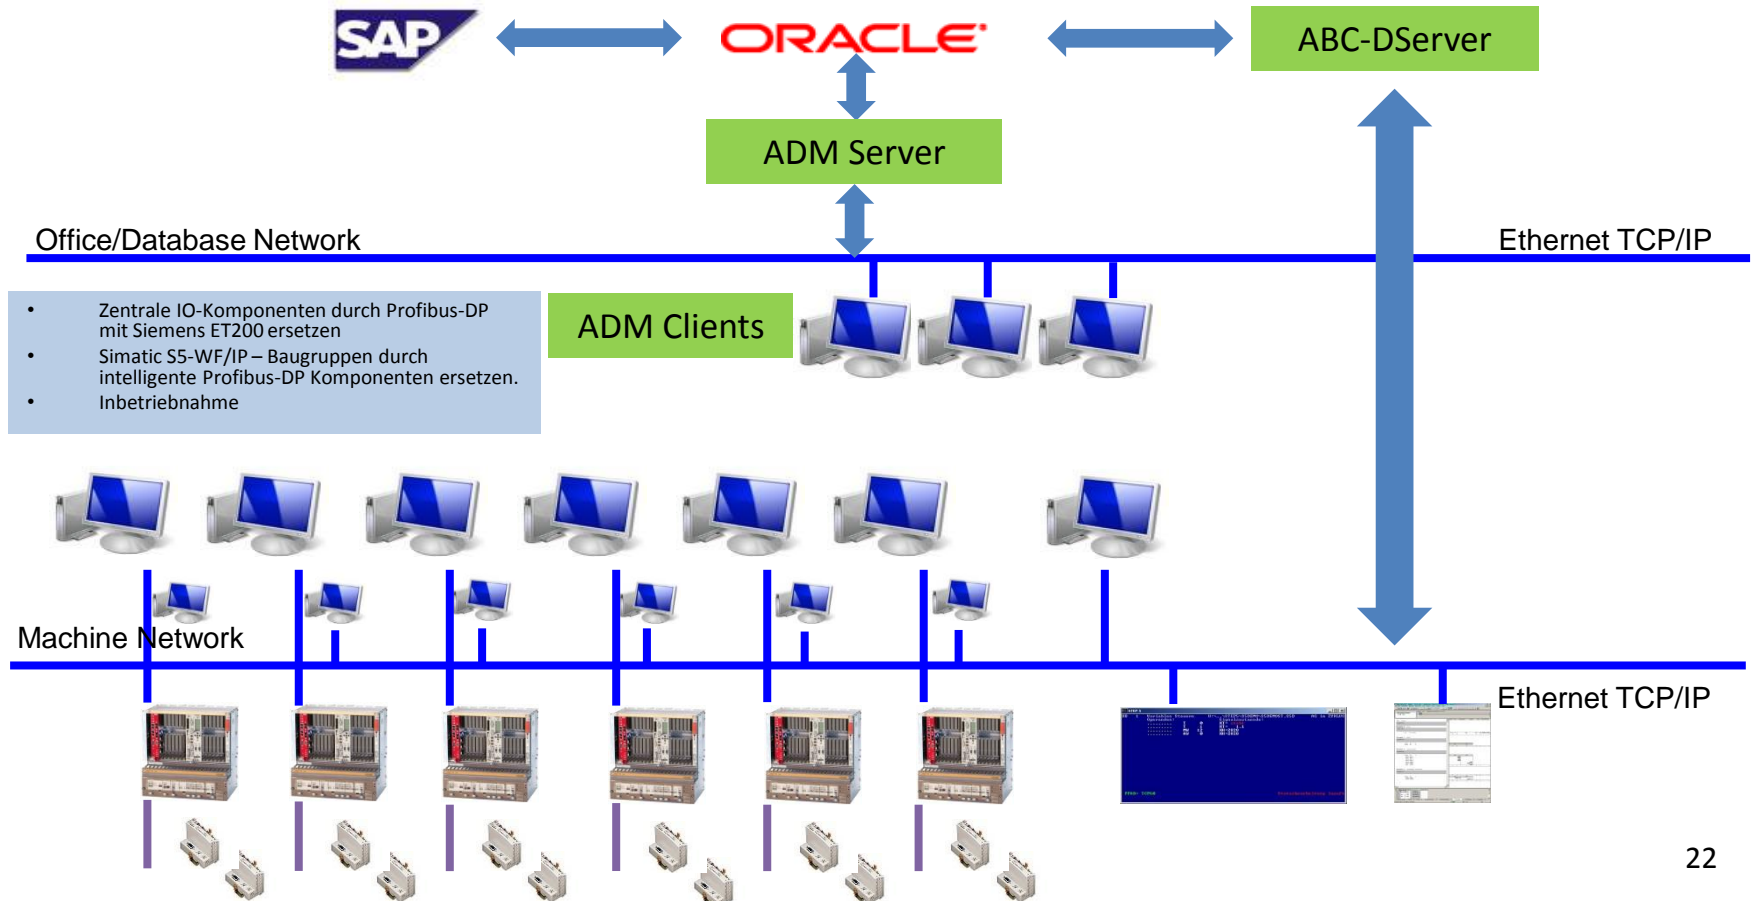 SAP
ORACLE
ABC-DServer
ADM Server
Office/Database Network
Ethernet TCP/IP
• Zentrale IO-Komponenten durch Profibus-DP
mit Siemens ET200 ersetzen
• Simatic S5-WF/IP – Baugruppen durch
intelligente Profibus-DP Komponenten ersetzen.
• Inbetriebnahme
ADM Clients
Machine Network
Ethernet TCP/IP
22